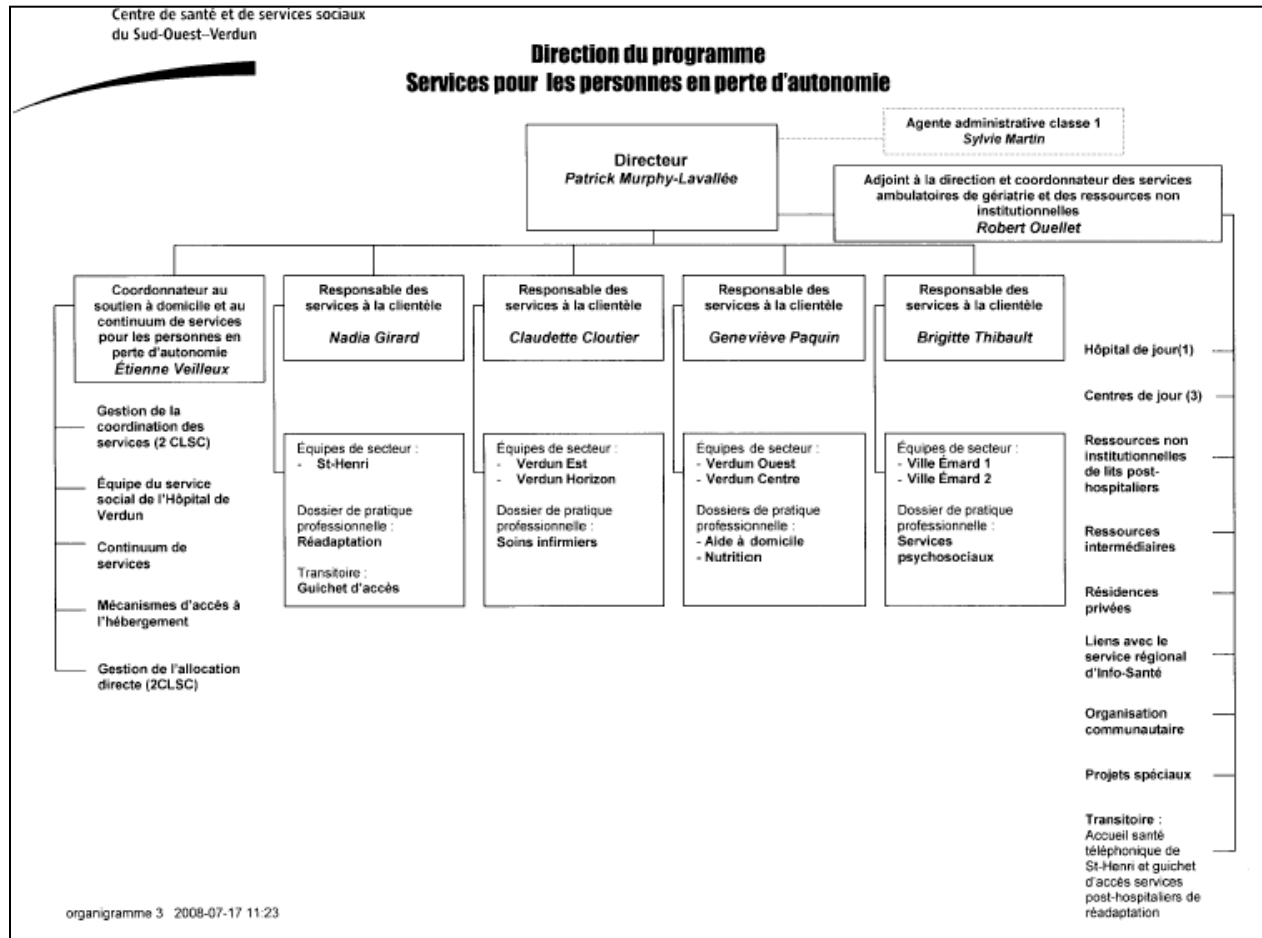 Centre de santé et de services sociaux
du Sud-Ouest–Verdun
Direction du programme
Services pour les personnes en perte d'autonomie
Agente administrative classe 1
Sylvie Martin
Directeur
Patrick Murphy-Lavallée
Adjoint à la direction et coordonnateur des services
ambulatoires de gériatrie et des ressources non
institutionnelles
Robert Ouellet
Coordonnateur au
soutien à domicile et au
continuum de services
pour les personnes en
perte d'autonomie
Étienne Veilleux
Responsable des
services à la clientèle
Nadia Girard
Responsable des
services à la clientèle
Claudette Cloutier
Responsable des
services à la clientèle
Geneviève Paquin
Responsable des
services à la clientèle
Brigitte Thibault
Gestion de la
coordination des
services (2 CLSC)
Équipe du service
social de l'Hôpital de
Verdun
Continuum de
services
Mécanismes d'accès à
l'hébergement
Gestion de l'allocation
directe (2CLSC)
Équipes de secteur :
- St-Henri
Dossier de pratique
professionnelle :
Réadaptation
Transitoire :
Guichet d'accès
Équipes de secteur :
- Verdun Est
- Verdun Horizon
Dossier de pratique
professionnelle :
Soins infirmiers
Équipes de secteur :
- Verdun Ouest
- Verdun Centre
Dossiers de pratique
professionnelle :
- Aide à domicile
- Nutrition
Équipes de secteur :
- Ville Émard 1
- Ville Émard 2
Dossier de pratique
professionnelle :
Services
psychosociaux
Hôpital de jour(1)
Centres de jour (3)
Ressources non
institutionnelles
de lits post-
hospitaliers
Ressources
intermédiaires
Résidences
privées
Liens avec le
service régional
d'Info-Santé
Organisation
communautaire
Projets spéciaux
Transitoire :
Accueil santé
téléphonique de
St-Henri et guichet
d'accès services
post-hospitaliers de
réadaptation
organigramme 3 2008-07-17 11:23